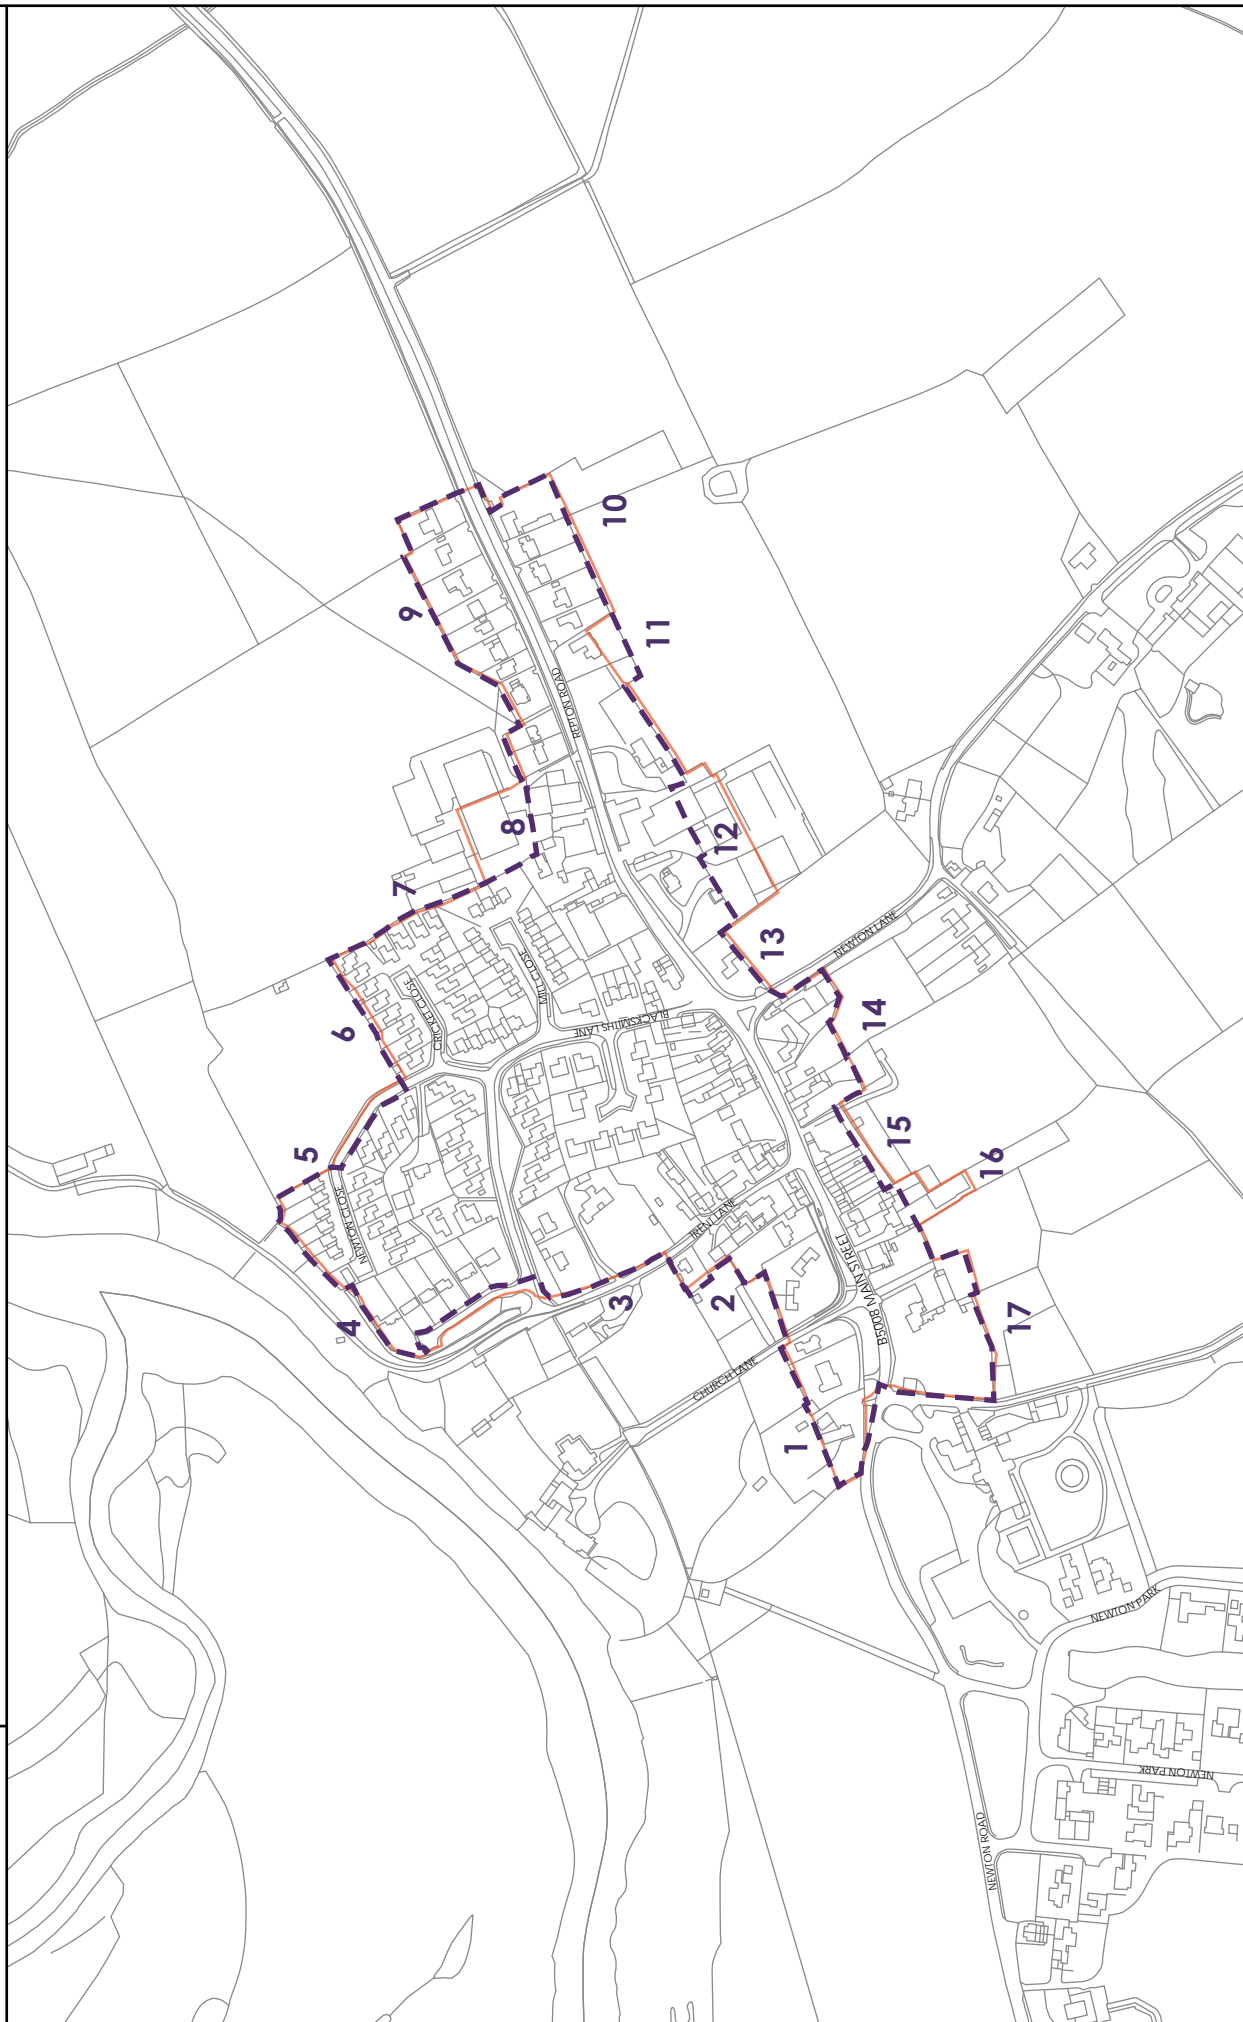 1
2
3
4
5
6
7
8
9
10
11
12
13
14
15
16
17
REPTON ROAD
NEWTON LANE
MILL CLOSE
CRICKET CLOSE
BLACKSMITHS LANE
NEWTON CLOSE
TRENT LANE
B5008 MAIN STREET
CHURCH LANE
NEWTON PARK
NEWTON PARK
NEWTON ROAD